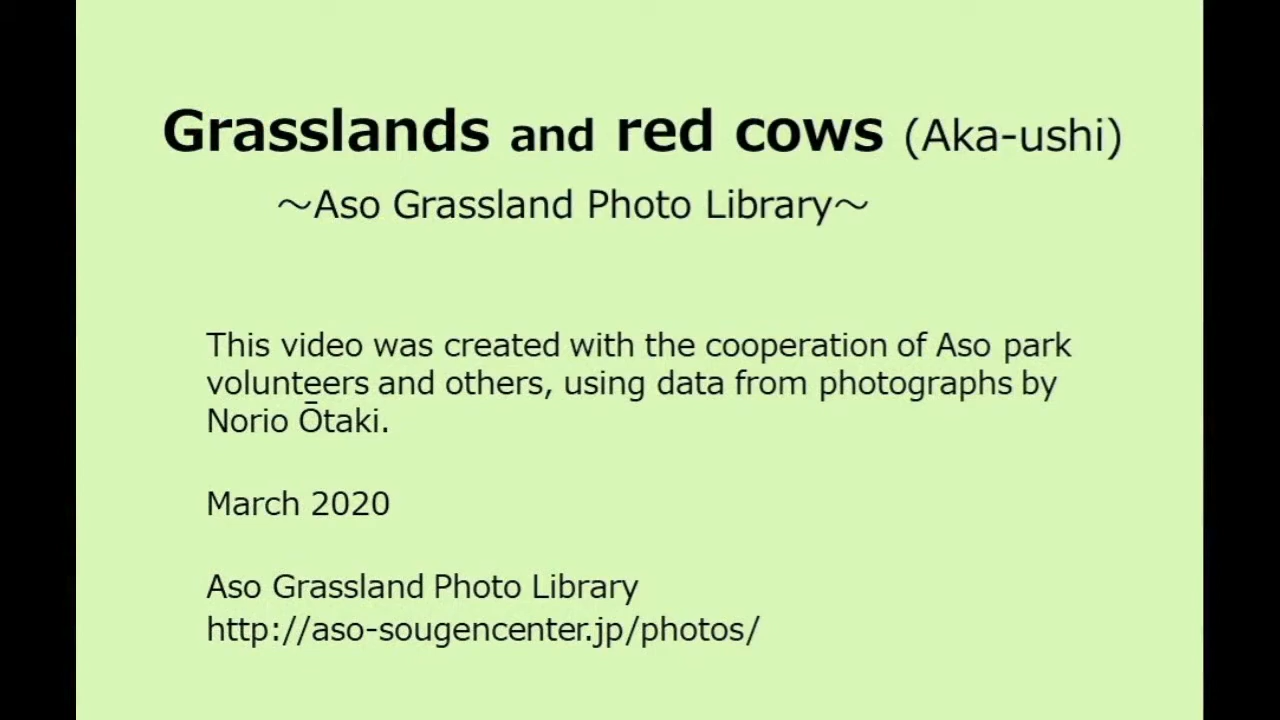 Grasslands and red cows (Aka-ushi)
～Aso Grassland Photo Library～
This video was created with the cooperation of Aso park
volunteers and others, using data from photographs by
Norio Ōtaki.
March 2020
Aso Grassland Photo Library
http://aso-sougencenter.jp/photos/